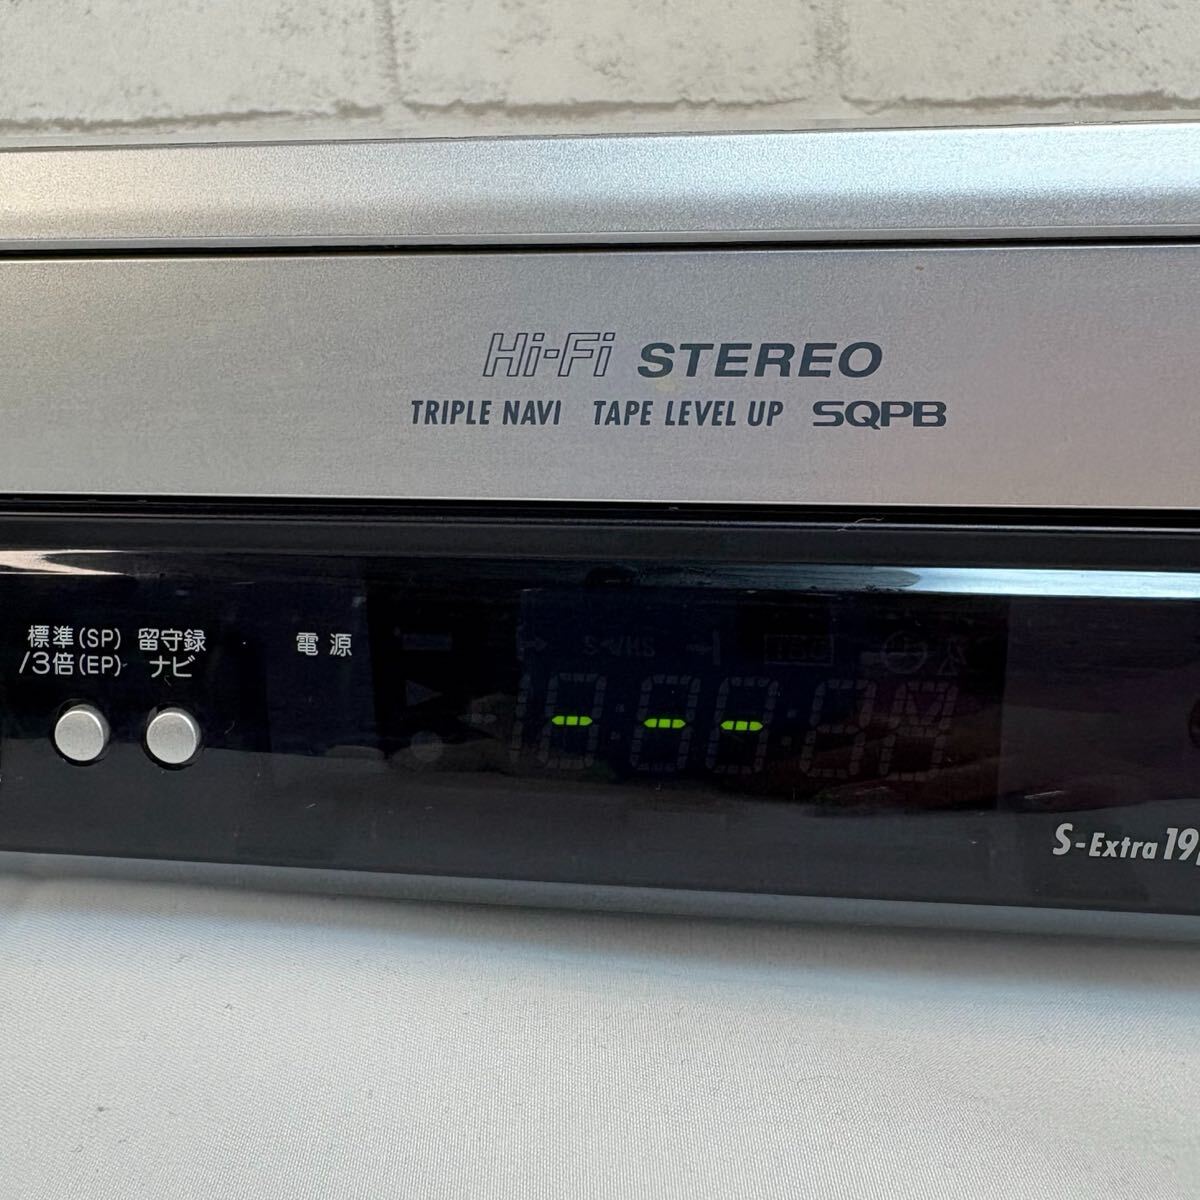 Hi-Fi STEREO
TRIPLE NAVI TAPE LEVEL UP SQPB
標準(SP)
/3倍(EP)
留守録
ナビ
電源
- - -
S-Extra 19